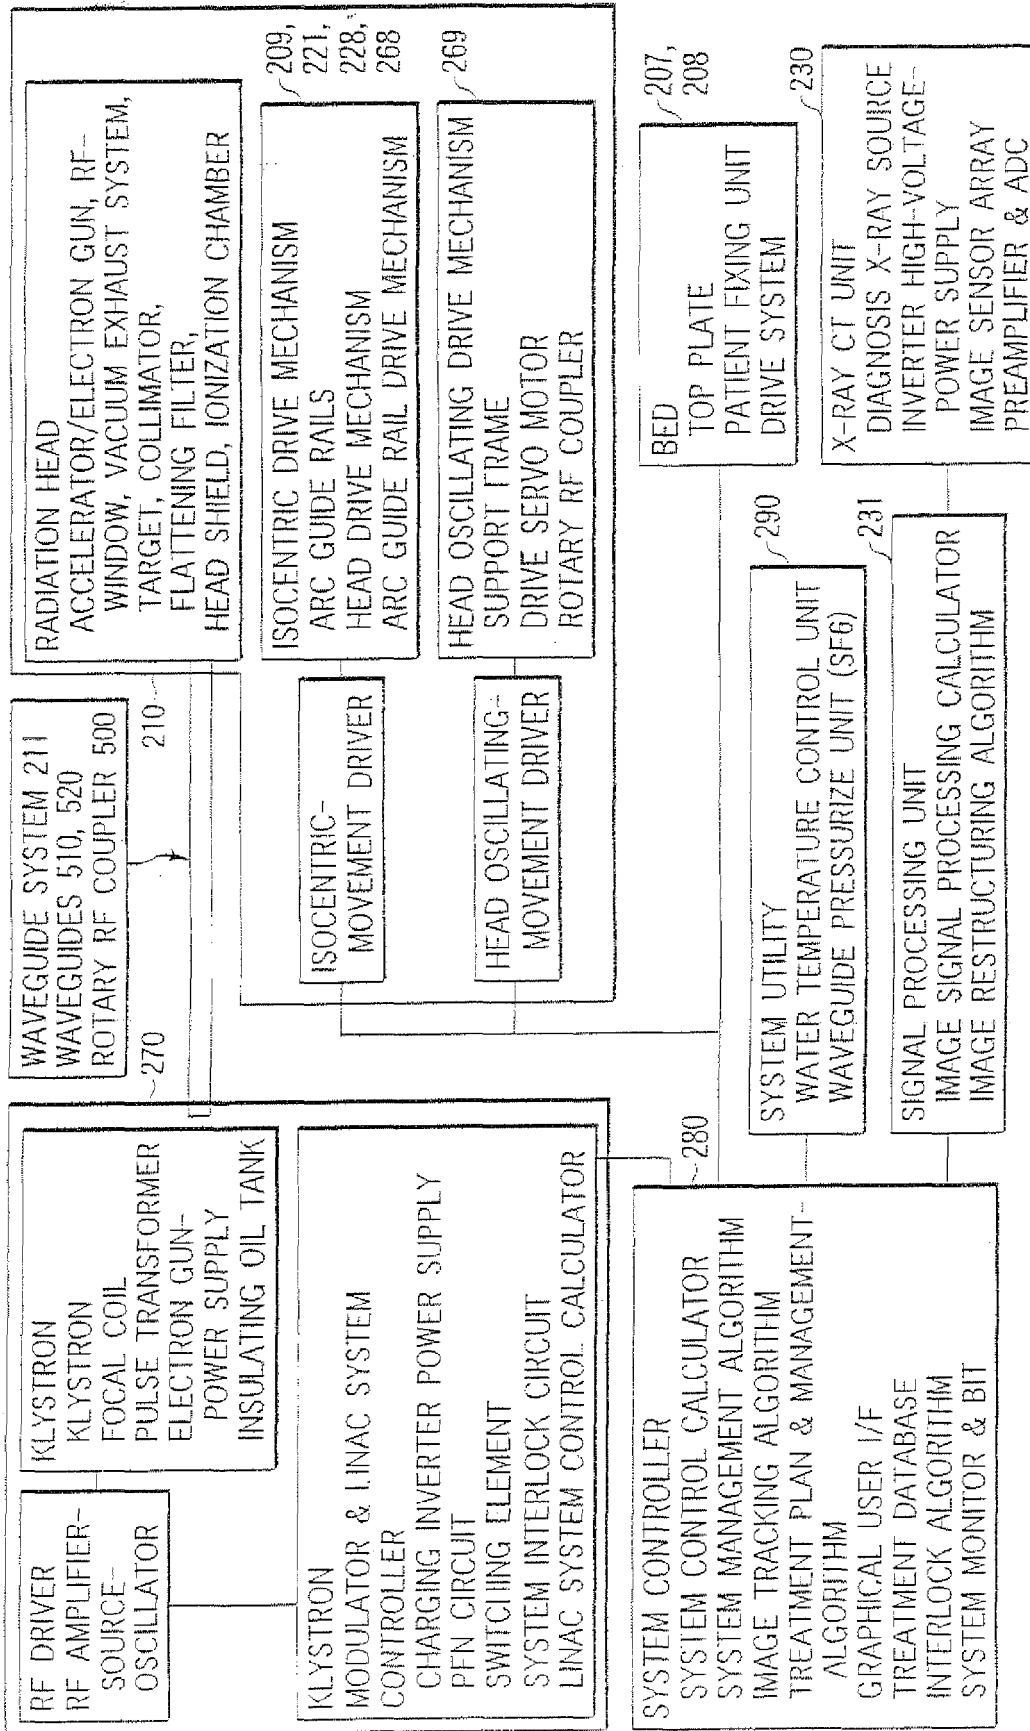 RF DRIVER
RF AMPLIFIER-
SOURCE-
OSCILLATOR
KLYSTRON
KLYSTRON
FOCAL COIL
PULSE TRANSFORMER
ELECTRON GUN-
POWER SUPPLY
INSULATING OIL TANK
270
KLYSTRON
MODULATOR & LINAC SYSTEM
CONTROLLER
CHARGING INVERTER POWER SUPPLY
PFN CIRCUIT
SWITCHING ELEMENT
SYSTEM INTERLOCK CIRCUIT
LINAC SYSTEM CONTROL CALCULATOR
WAVEGUIDE SYSTEM 211
WAVEGUIDES 510, 520
ROTARY RF COUPLER 500
210
RADIATION HEAD
ACCELERATOR/ELECTRON GUN, RF-
WINDOW, VACUUM EXHAUST SYSTEM,
TARGET, COLLIMATOR,
FLATTENING FILTER,
HEAD SHIELD, IONIZATION CHAMBER
ISOCENTRIC-
MOVEMENT DRIVER
ISOCENTRIC DRIVE MECHANISM
ARC GUIDE RAILS
HEAD DRIVE MECHANISM
ARC GUIDE RAIL DRIVE MECHANISM
209,
221,
228,
268
HEAD OSCILLATING-
MOVEMENT DRIVER
HEAD OSCILLATING DRIVE MECHANISM
SUPPORT FRAME
DRIVE SERVO MOTOR
ROTARY RF COUPLER
269
SYSTEM CONTROLLER
SYSTEM CONTROL CALCULATOR
SYSTEM MANAGEMENT ALGORITHM
IMAGE TRACKING ALGORITHM
TREATMENT PLAN & MANAGEMENT-
ALGORITHM
GRAPHICAL USER I/F
TREATMENT DATABASE
INTERLOCK ALGORITHM
SYSTEM MONITOR & BIT
280
BED
TOP PLATE
PATIENT FIXING UNIT
DRIVE SYSTEM
207,
208
SYSTEM UTILITY
WATER TEMPERATURE CONTROL UNIT
WAVEGUIDE PRESSURIZE UNIT (SF6)
290
SIGNAL PROCESSING UNIT
IMAGE SIGNAL PROCESSING CALCULATOR
IMAGE RESTRUCTURING ALGORITHM
231
X-RAY CT UNIT
DIAGNOSIS X-RAY SOURCE
INVERTER HIGH-VOLTAGE-
POWER SUPPLY
IMAGE SENSOR ARRAY
PREAMPLIFIER & ADC
230